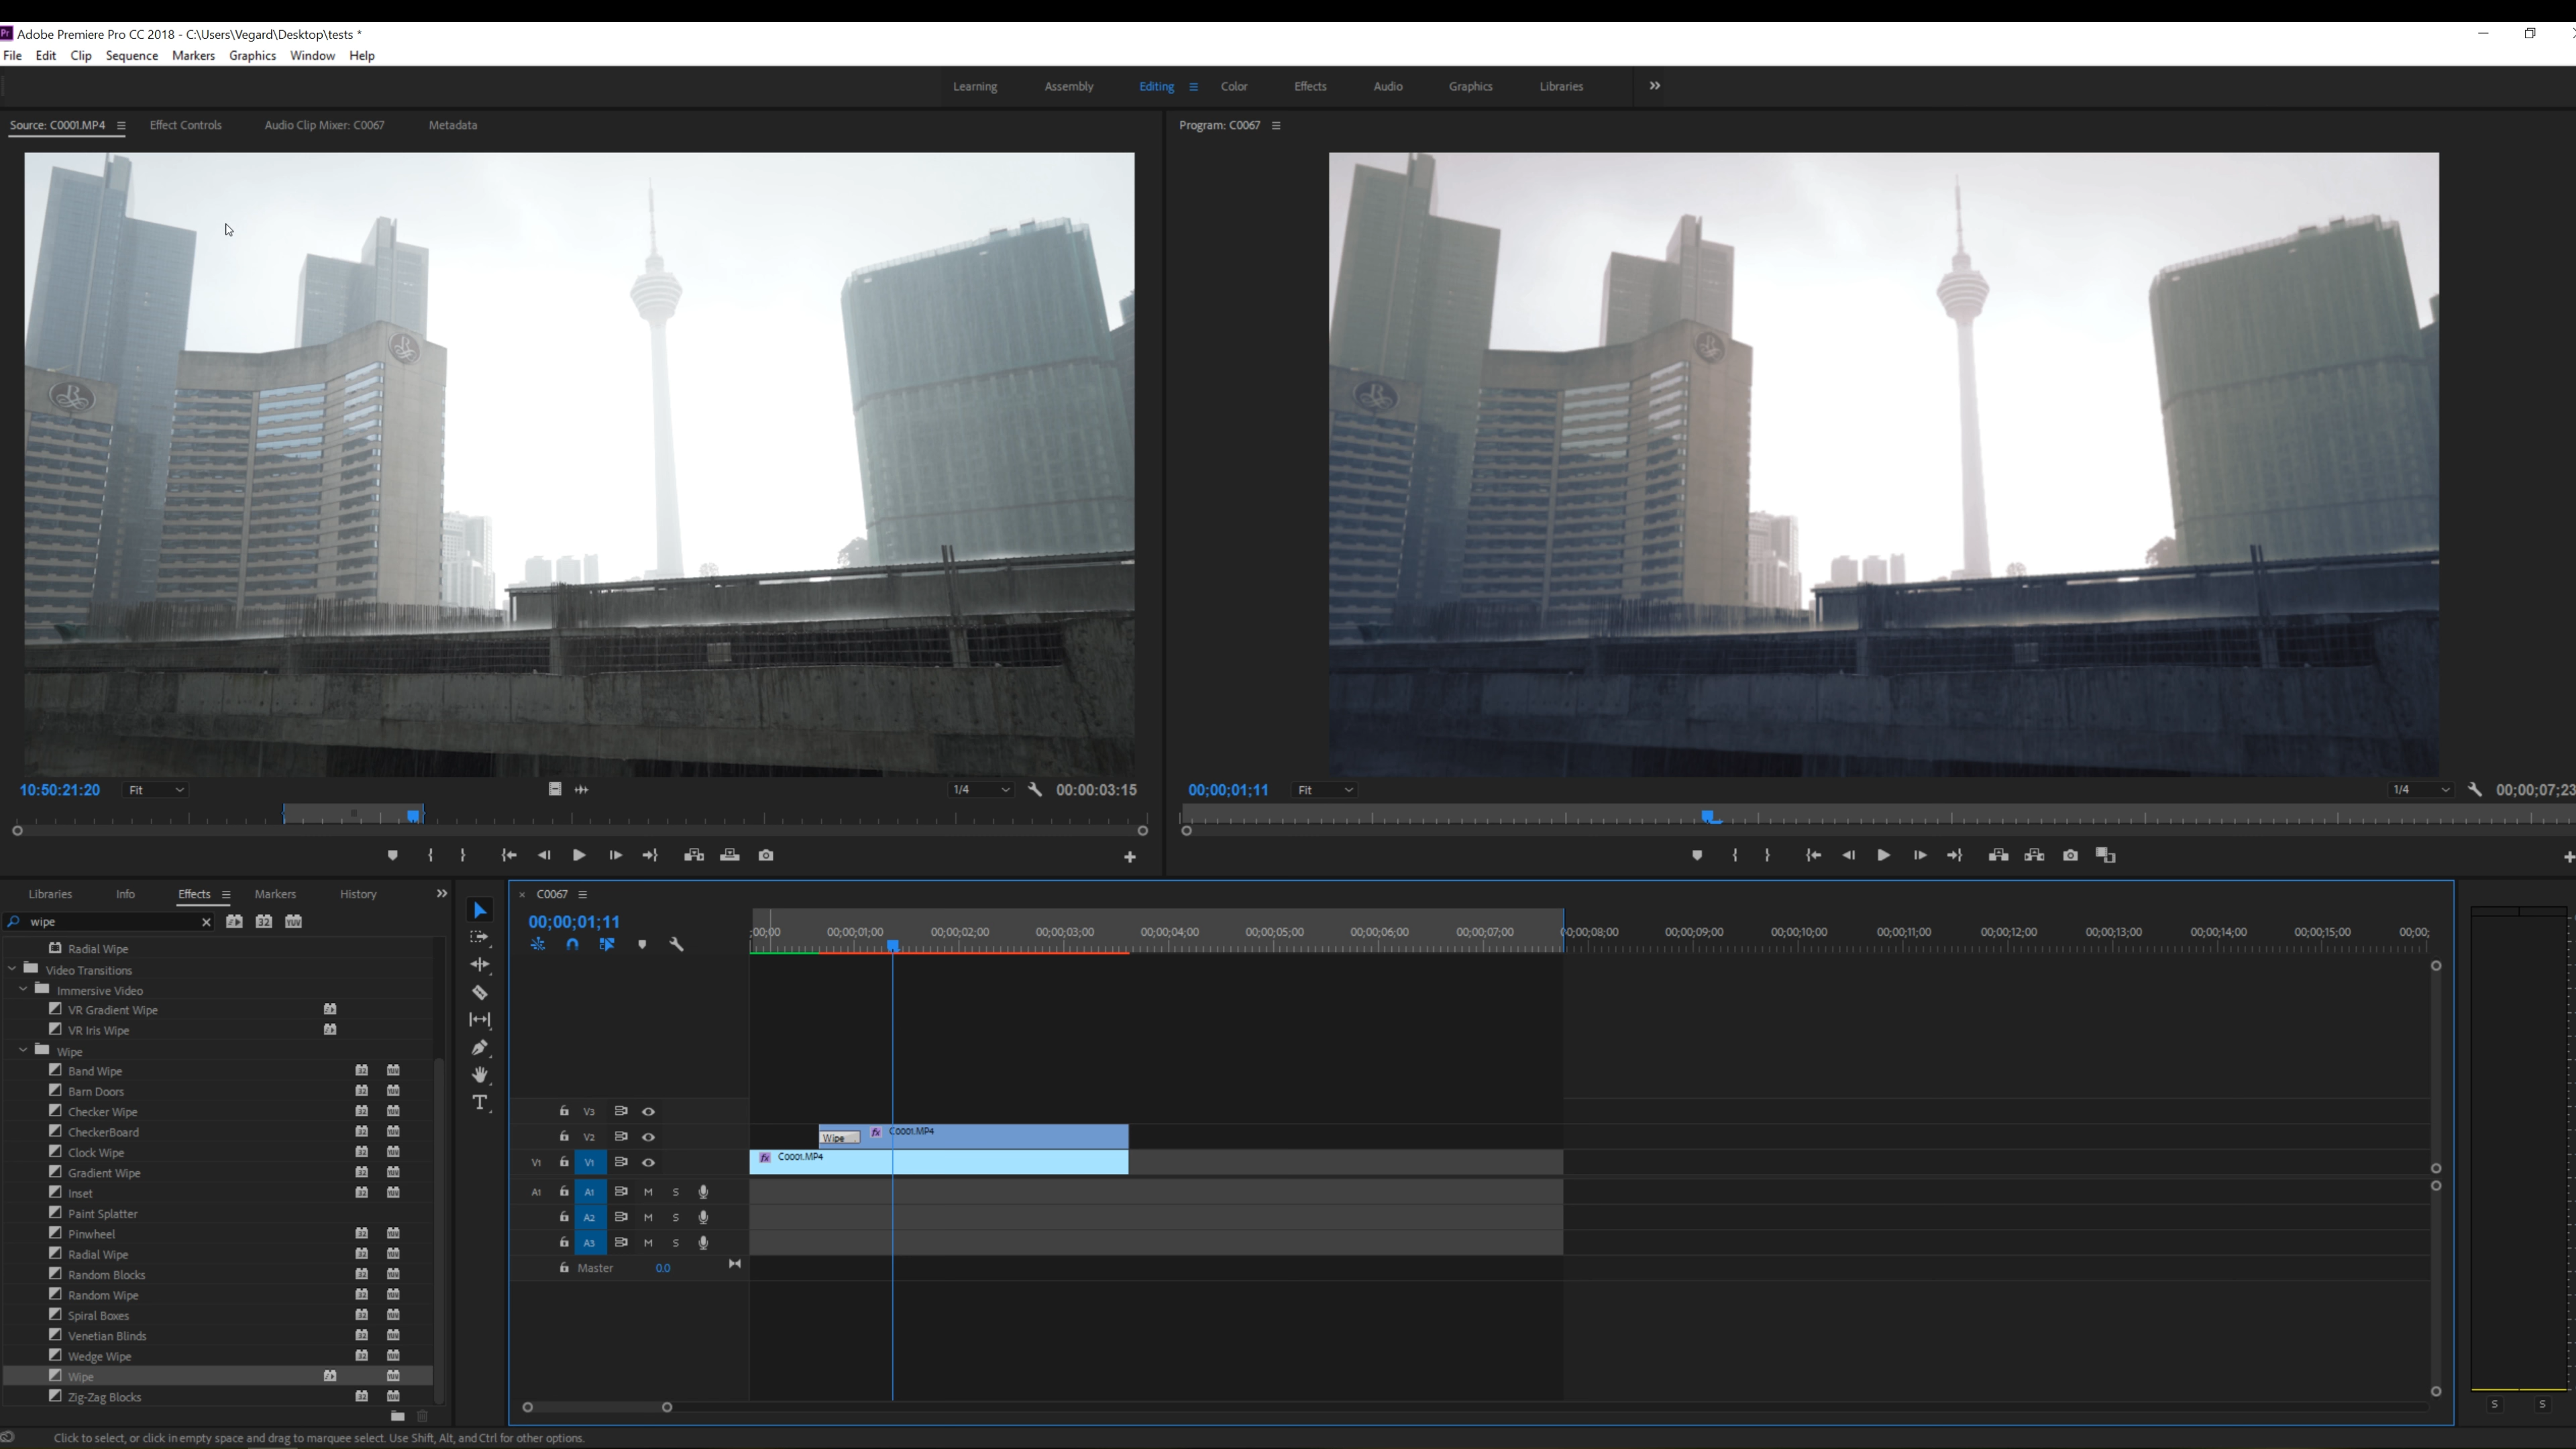 Pr Adobe Premiere Pro CC 2018 - C:\Users\Vegard\Desktop\tests *
File Edit Clip Sequence Markers Graphics Window Help
Learning Assembly Editing Color Effects Audio Graphics Libraries
Source: C0001.MP4 Effect Controls Audio Clip Mixer: C0067 Metadata
Program: C0067
10:50:21:20 Fit 1/4 00:00:03:15
00;00;01;11 Fit 1/4 00;00;07;23
Libraries Info Effects Markers History
wipe
Radial Wipe
Video Transitions
Immersive Video
VR Gradient Wipe
VR Iris Wipe
Wipe
Band Wipe
Barn Doors
Checker Wipe
CheckerBoard
Clock Wipe
Gradient Wipe
Inset
Paint Splatter
Pinwheel
Radial Wipe
Random Blocks
Random Wipe
Spiral Boxes
Venetian Blinds
Wedge Wipe
Wipe
Zig-Zag Blocks
C0067
00;00;01;11
;00;00 00;00;01;00 00;00;02;00 00;00;03;00 00;00;04;00 00;00;05;00 00;00;06;00 00;00;07;00 00;00;08;00 00;00;09;00 00;00;10;00 00;00;11;00 00;00;12;00 00;00;13;00 00;00;14;00 00;00;15;00 00;00;
V3
V2 Wipe fx C0001.MP4
V1 V1 fx C0001.MP4
A1 A1 M S
A2 M S
A3 M S
Master 0.0
S S
Click to select, or click in empty space and drag to marquee select. Use Shift, Alt, and Ctrl for other options.